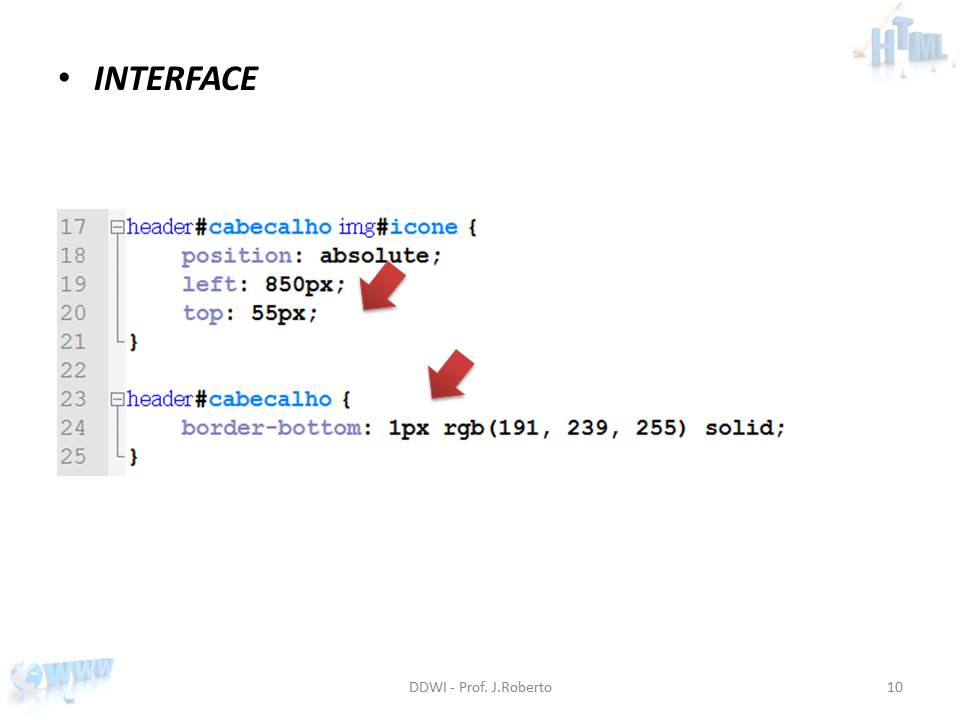 HTML
• INTERFACE
17 header#cabecalho img#icone {
18 position: absolute;
19 left: 850px;
20 top: 55px;
21 }
22
23 header#cabecalho {
24 border-bottom: 1px rgb(191, 239, 255) solid;
25 }
WWW
DDWI - Prof. J.Roberto
10